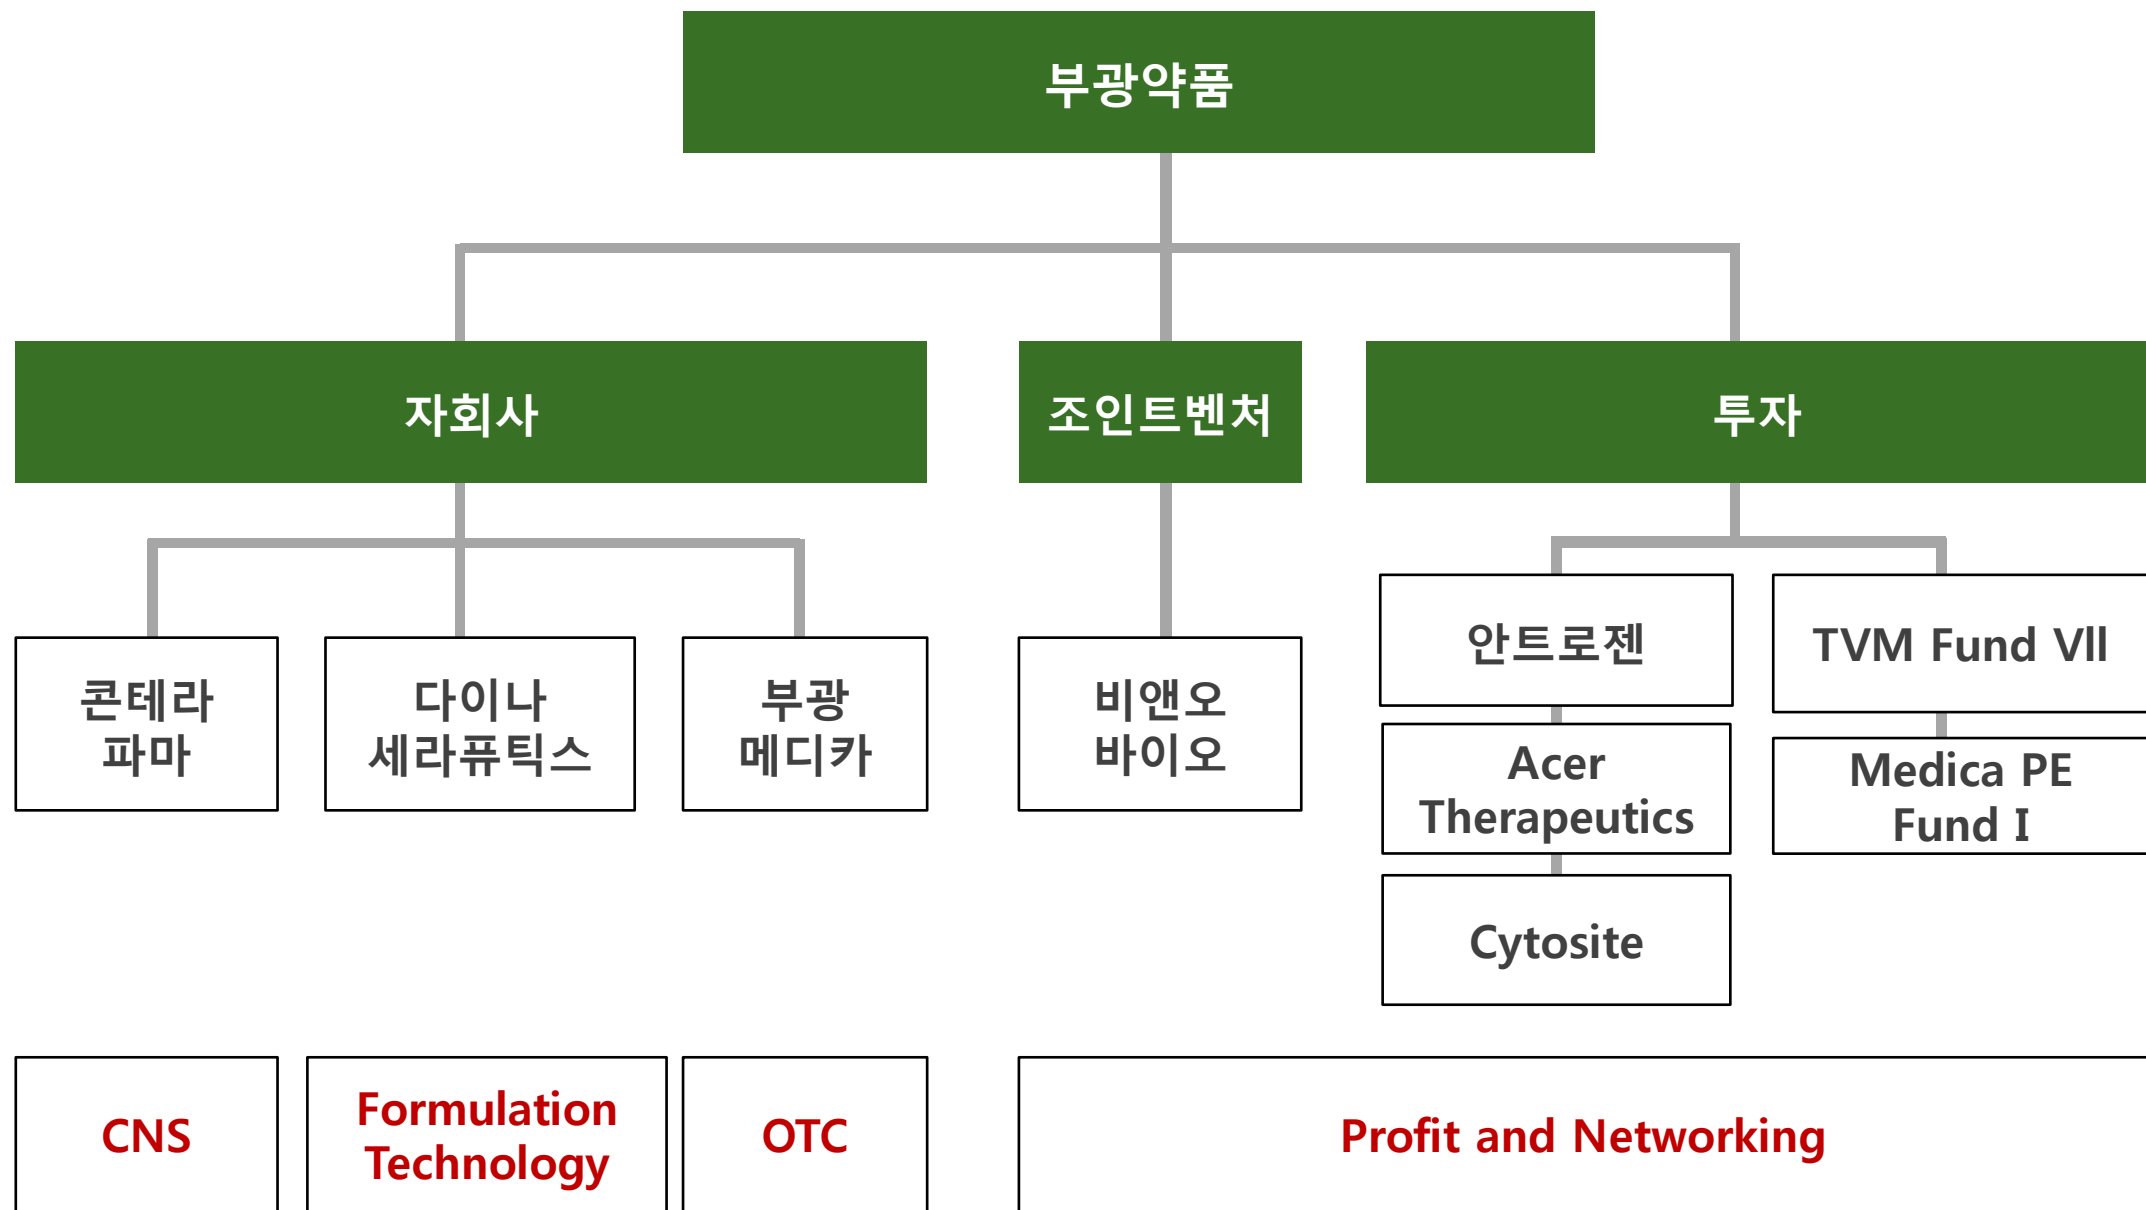 부광약품
자회사
조인트벤처
투자
콘테라
파마
다이나
세라퓨틱스
부광
메디카
비앤오
바이오
안트로젠
Acer
Therapeutics
Cytosite
TVM Fund Vll
Medica PE
Fund I
CNS
Formulation
Technology
OTC
Profit and Networking